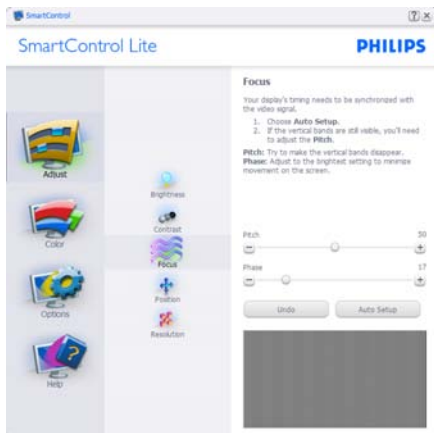 SmartControl
SmartControl Lite
PHILIPS
Adjust
Color
Options
Help
Brightness
Contrast
Focus
Position
Resolution
Focus
Your display's timing needs to be synchronized with
the video signal.
1. Choose Auto Setup.
2. If the vertical bands are still visible, you'll need
to adjust the Pitch.
Pitch: Try to make the vertical bands disappear.
Phase: Adjust to the brightest setting to minimize
movement on the screen.
Pitch 50
Phase 17
Undo Auto Setup